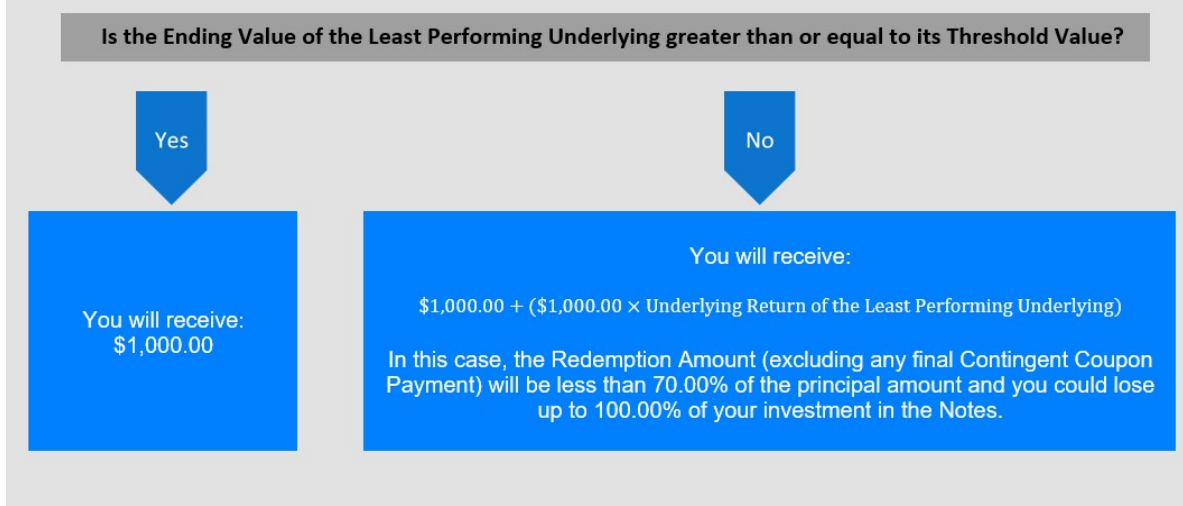 Is the Ending Value of the Least Performing Underlying greater than or equal to its Threshold Value?
Yes
No
You will receive:
$1,000.00
You will receive:
$1,000.00 + ($1,000.00 × Underlying Return of the Least Performing Underlying)
In this case, the Redemption Amount (excluding any final Contingent Coupon
Payment) will be less than 70.00% of the principal amount and you could lose
up to 100.00% of your investment in the Notes.